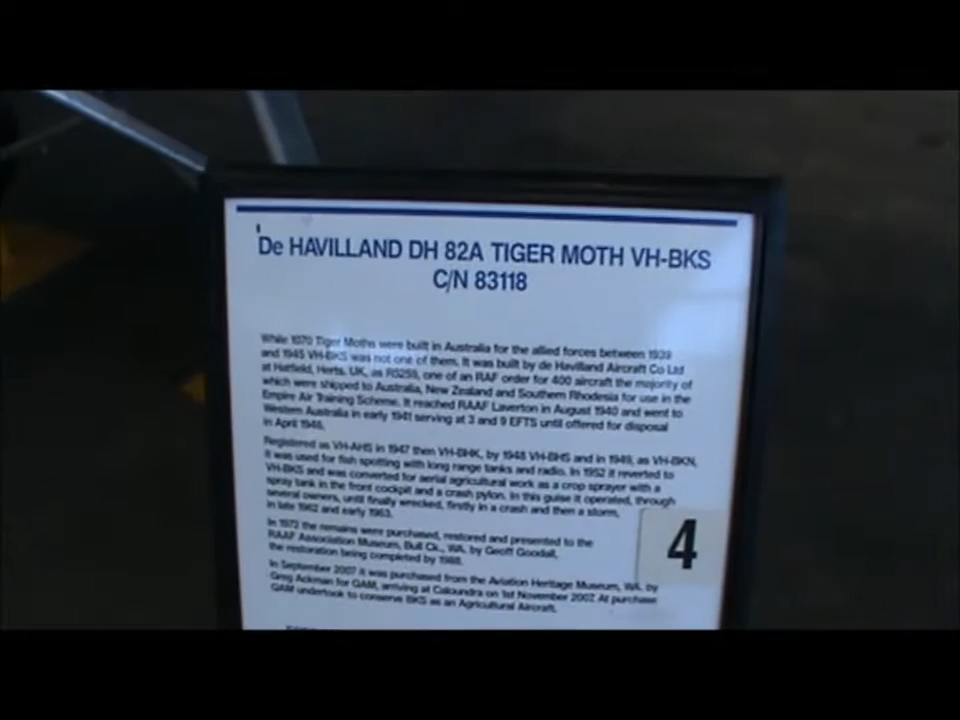 De HAVILLAND DH 82A TIGER MOTH VH-BKS
C/N 83118
While 1070 Tiger Moths were built in Australia for the allied forces between 1939
and 1945 VH-BKS was not one of them. It was built by de Havilland Aircraft Co Ltd
at Hatfield, Herts. UK, as R5259, one of an RAF order for 400 aircraft the majority of
which were shipped to Australia, New Zealand and Southern Rhodesia for use in the
Empire Air Training Scheme. It reached RAAF Laverton in August 1940 and went to
Western Australia in early 1941 serving at 3 and 9 EFTS until offered for disposal
in April 1946.
Registered as VH-AHS in 1947 then VH-BHK, by 1948 VH-BHS and in 1949, as VH-BKN,
it was used for fish spotting with long range tanks and radio. In 1952 it reverted to
VH-BKS and was converted for aerial agricultural work as a crop sprayer with a
spray tank in the front cockpit and a crash pylon. In this guise it operated, through
several owners, until finally wrecked, firstly in a crash and then a storm,
in late 1962 and early 1963.
In 1973 the remains were purchased, restored and presented to the
RAAF Association Museum, Bull Ck., WA. by Geoff Goodall,
the restoration being completed by 1988.
In September 2007 it was purchased from the Aviation Heritage Museum, WA. by
Greg Ackman for QAM, arriving at Caloundra on 1st November 2007. At purchase
QAM undertook to conserve BKS as an Agricultural Aircraft.
4